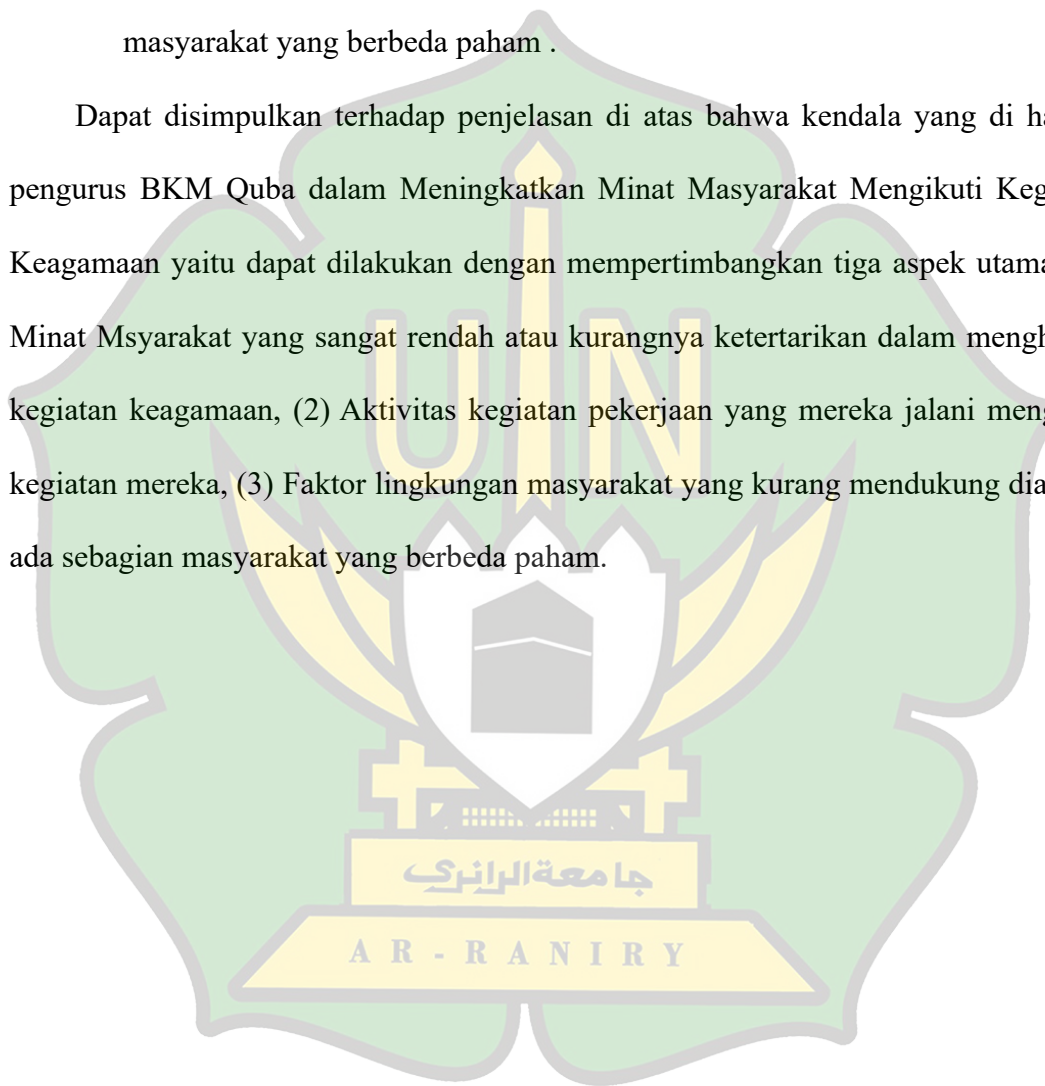 masyarakat yang berbeda paham .
Dapat disimpulkan terhadap penjelasan di atas bahwa kendala yang di
pengurus BKM Quba dalam Meningkatkan Minat Masyarakat Mengikuti
Keagamaan yaitu dapat dilakukan dengan mempertimbangkan tiga aspek utama
Minat Msyarakat yang sangat rendah atau kurangnya ketertarikan dalam
kegiatan keagamaan, (2) Aktivitas kegiatan pekerjaan yang mereka jalani
kegiatan mereka, (3) Faktor lingkungan masyarakat yang kurang mendukung
ada sebagian masyarakat yang berbeda paham.
UIN
جامعةالرانري
AR-RANIRY